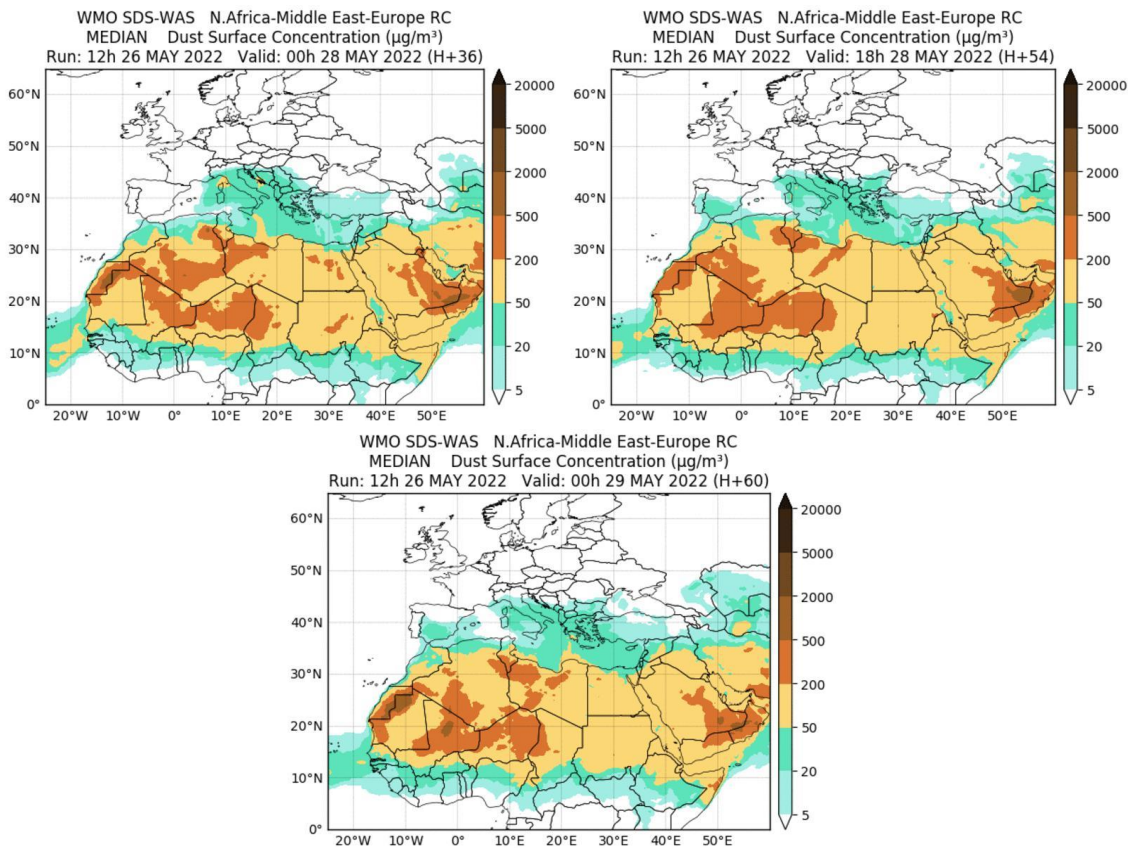 WMO SDS-WAS N.Africa-Middle East-Europe RC
MEDIAN Dust Surface Concentration (µg/m³)
Run: 12h 26 MAY 2022 Valid: 00h 28 MAY 2022 (H+36)
60°N
50°N
40°N
30°N
20°N
10°N
0°
20°W
10°W
0°
10°E
20°E
30°E
40°E
50°E
20000
5000
2000
500
200
50
20
5
WMO SDS-WAS N.Africa-Middle East-Europe RC
MEDIAN Dust Surface Concentration (µg/m³)
Run: 12h 26 MAY 2022 Valid: 18h 28 MAY 2022 (H+54)
60°N
50°N
40°N
30°N
20°N
10°N
0°
20°W
10°W
0°
10°E
20°E
30°E
40°E
50°E
20000
5000
2000
500
200
50
20
5
WMO SDS-WAS N.Africa-Middle East-Europe RC
MEDIAN Dust Surface Concentration (µg/m³)
Run: 12h 26 MAY 2022 Valid: 00h 29 MAY 2022 (H+60)
60°N
50°N
40°N
30°N
20°N
10°N
0°
20°W
10°W
0°
10°E
20°E
30°E
40°E
50°E
20000
5000
2000
500
200
50
20
5